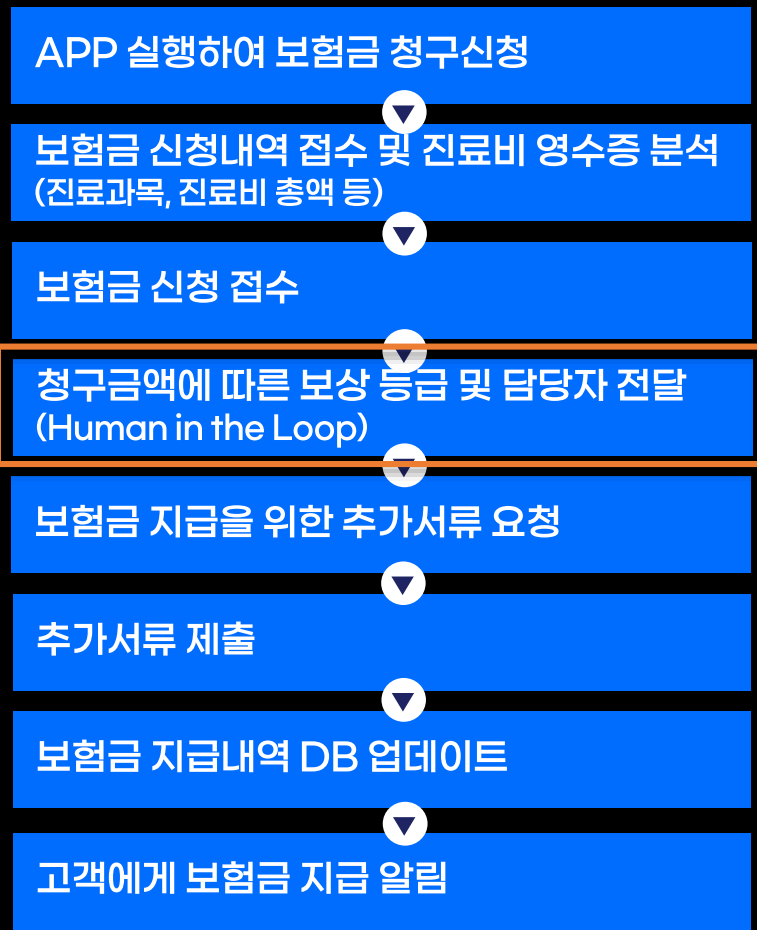 APP 실행하여 보험금 청구신청
보험금 신청내역 접수 및 진료비 영수증 분석
(진료과목, 진료비 총액 등)
보험금 신청 접수
청구금액에 따른 보상 등급 및 담당자 전달
(Human in the Loop)
보험금 지급을 위한 추가서류 요청
추가서류 제출
보험금 지급내역 DB 업데이트
고객에게 보험금 지급 알림